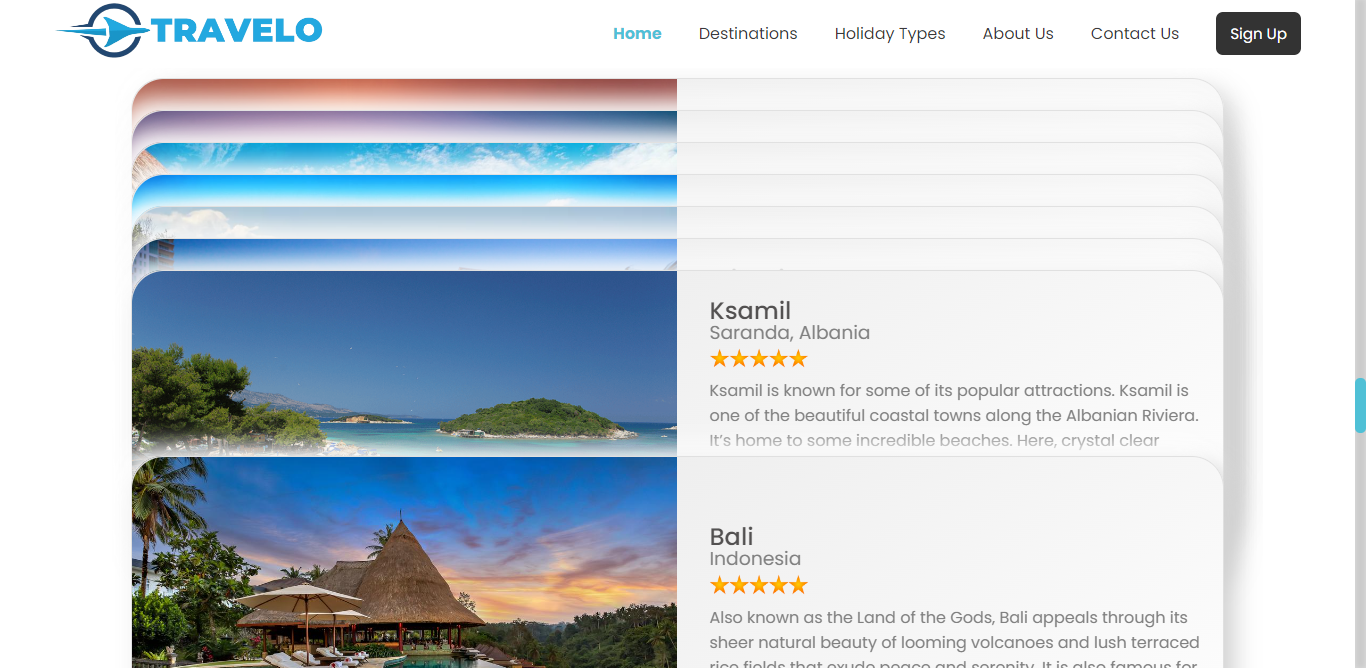 TRAVELO
Home Destinations Holiday Types About Us Contact Us Sign Up
Ksamil
Saranda, Albania
Ksamil is known for some of its popular attractions. Ksamil is
one of the beautiful coastal towns along the Albanian Riviera.
It’s home to some incredible beaches. Here, crystal clear
Bali
Indonesia
Also known as the Land of the Gods, Bali appeals through its
sheer natural beauty of looming volcanoes and lush terraced
rice fields that exude peace and serenity. It is also famous for